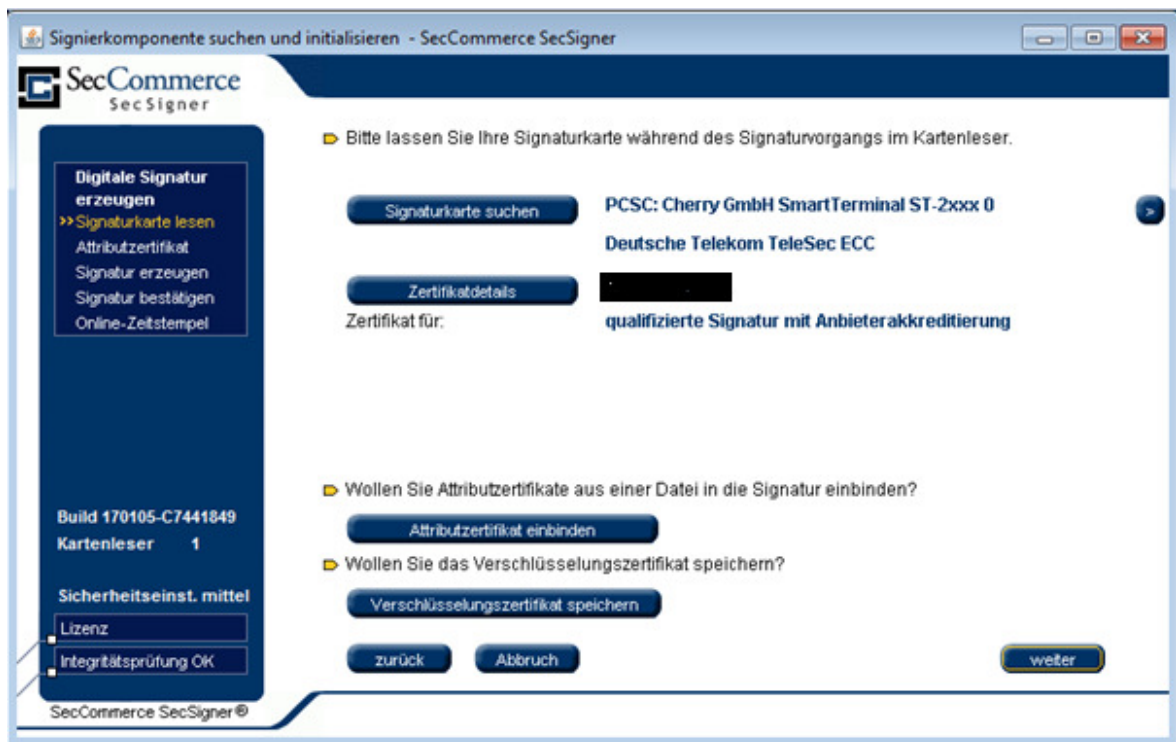 Signierkomponente suchen und initialisieren - SecCommerce SecSigner
SecCommerce
SecSigner
Digitale Signatur
erzeugen
>> Signaturkarte lesen
Attributzertifikat
Signatur erzeugen
Signatur bestätigen
Online-Zeitstempel
Build 170105-C7441849
Kartenleser 1
Sicherheitseinst. mittel
Lizenz
Integritätsprüfung OK
SecCommerce SecSigner®
Bitte lassen Sie Ihre Signaturkarte während des Signaturvorgangs im Kartenleser.
Signaturkarte suchen PCSC: Cherry GmbH SmartTerminal ST-2xxx 0 >
Deutsche Telekom TeleSec ECC
Zertifikatdetails
Zertifikat für: qualifizierte Signatur mit Anbieterakkreditierung
Wollen Sie Attributzertifikate aus einer Datei in die Signatur einbinden?
Attributzertifikat einbinden
Wollen Sie das Verschlüsselungszertifikat speichern?
Verschlüsselungszertifikat speichern
zurück Abbruch weiter